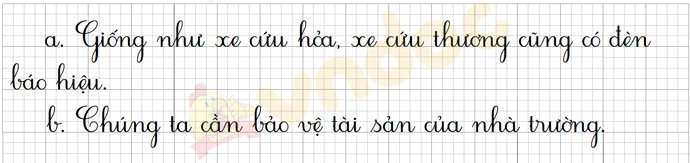 a. Giống như xe cứu hỏa, xe cứu thương cũng có đèn
báo hiệu.
b. Chúng ta cần bảo vệ tài sản của nhà trường.
vndoc